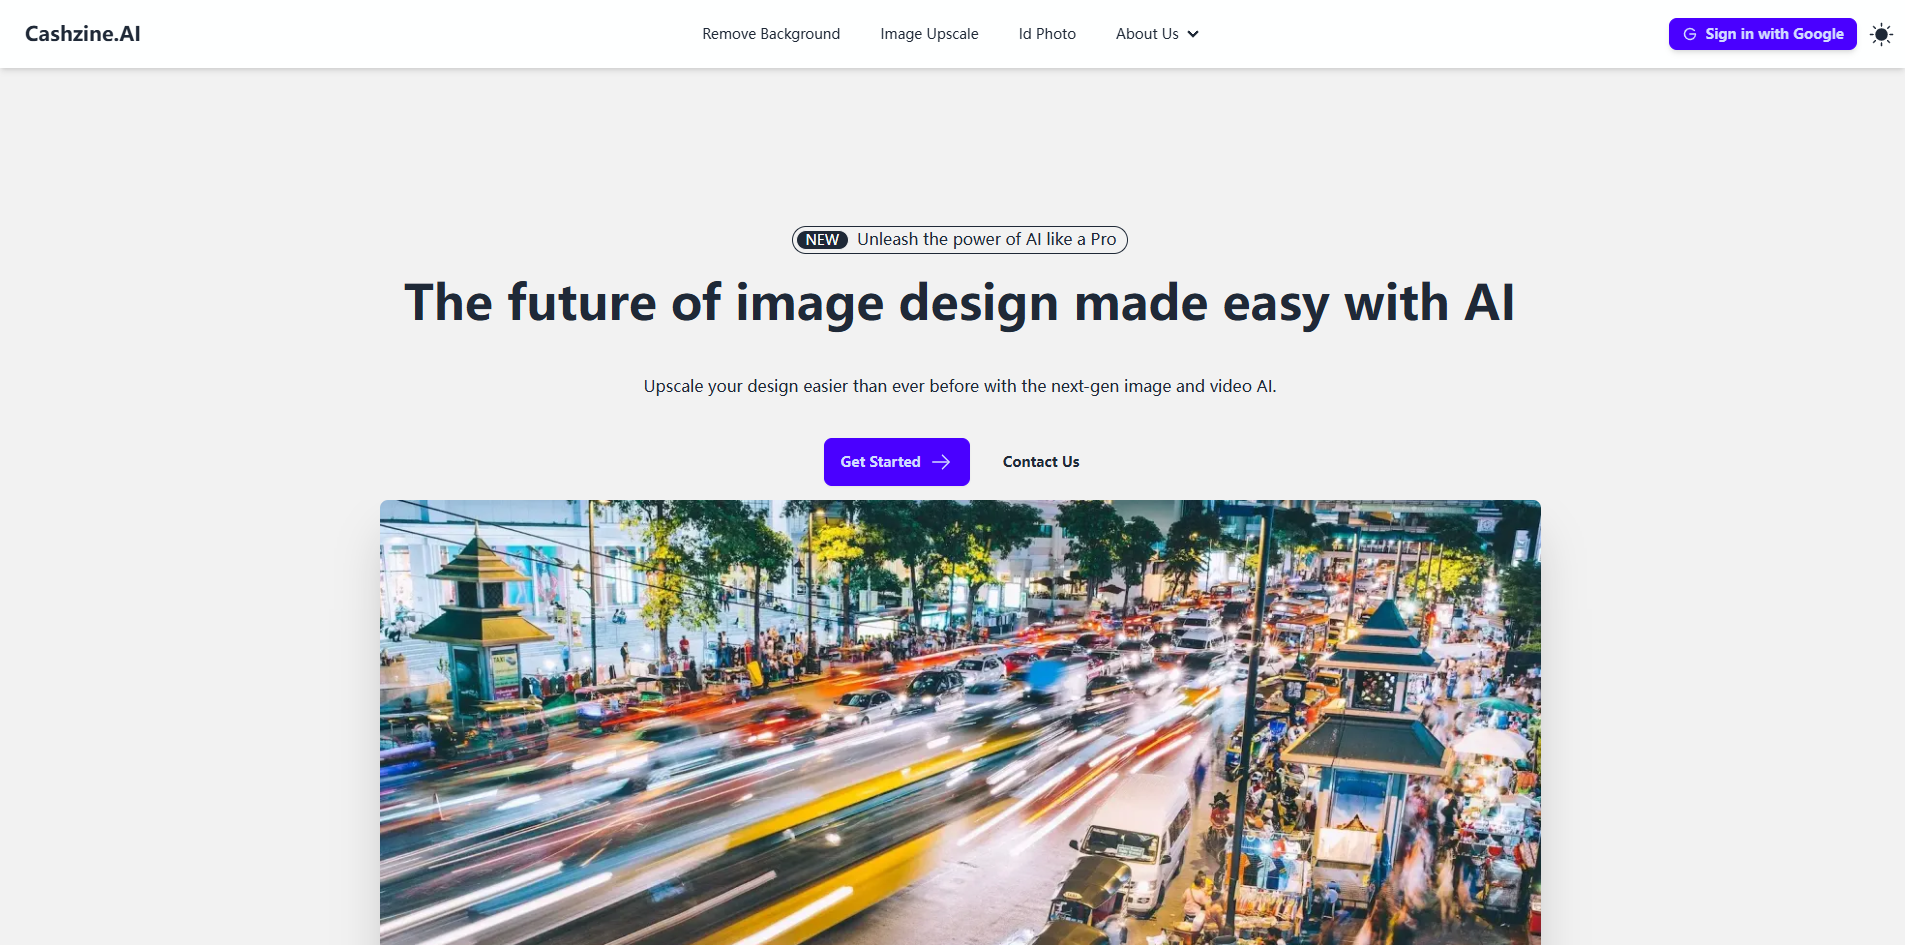 Cashzine.AI
Remove Background
Image Upscale
Id Photo
About Us
Sign in with Google
NEW Unleash the power of AI like a Pro
The future of image design made easy with AI
Upscale your design easier than ever before with the next-gen image and video AI.
Get Started
Contact Us
TAXI